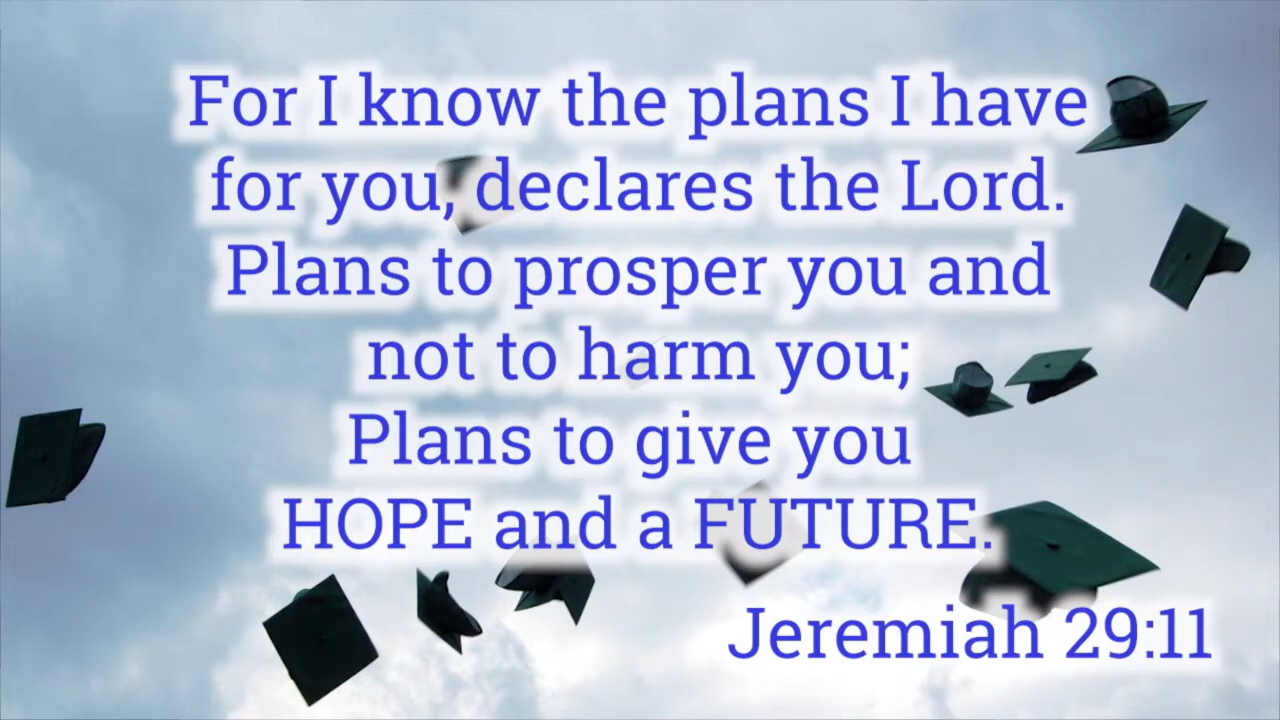 For I know the plans I have
for you, declares the Lord.
Plans to prosper you and
not to harm you;
Plans to give you
HOPE and a FUTURE.
Jeremiah 29:11